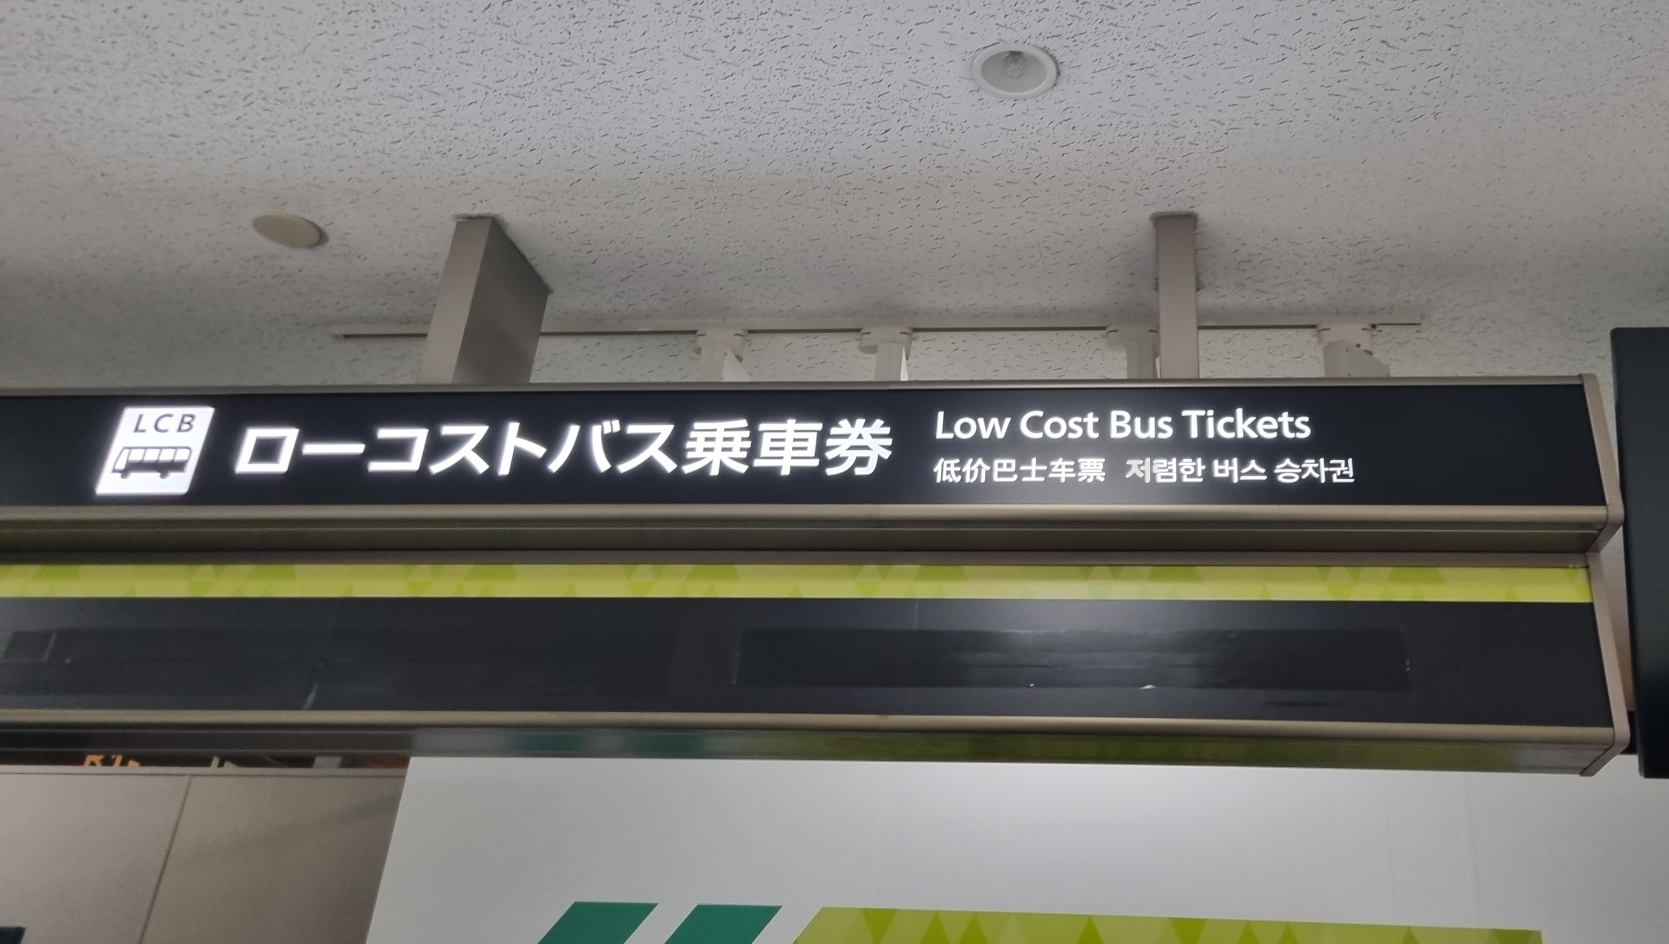 LCB
ローコストバス乗車券
Low Cost Bus Tickets
低价巴士车票 저렴한 버스 승차권